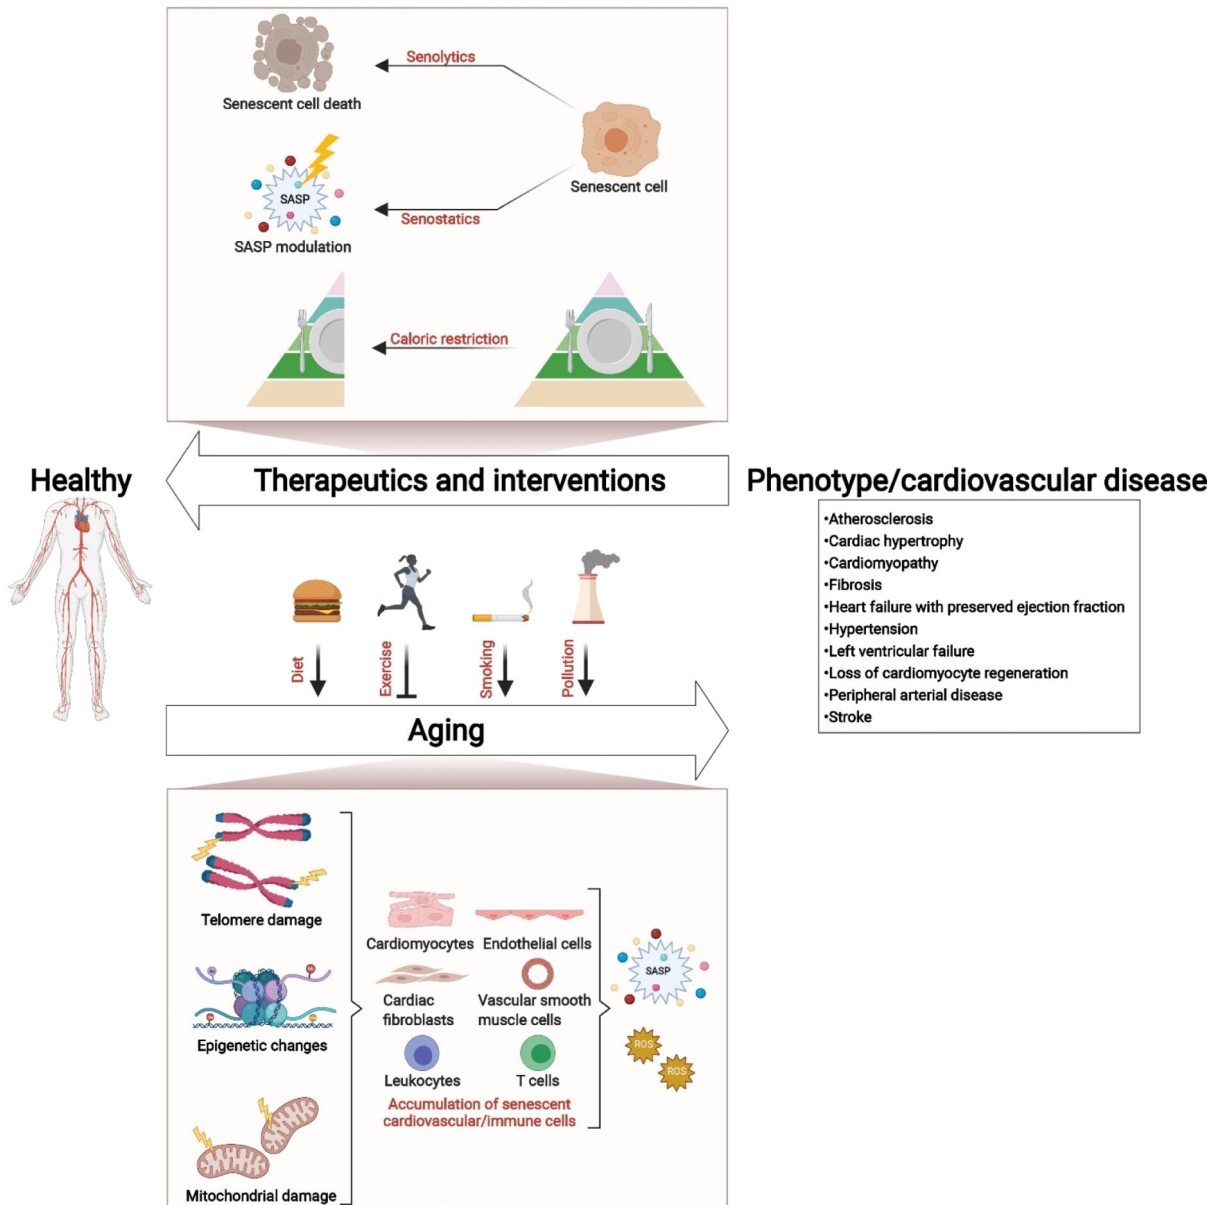 Senolytics
Senescent cell death
Senescent cell
SASP
Senostatics
SASP modulation
Caloric restriction
Healthy
Therapeutics and interventions
Phenotype/cardiovascular disease
•Atherosclerosis
•Cardiac hypertrophy
•Cardiomyopathy
•Fibrosis
•Heart failure with preserved ejection fraction
•Hypertension
•Left ventricular failure
•Loss of cardiomyocyte regeneration
•Peripheral arterial disease
•Stroke
Diet
Exercise
Smoking
Pollution
Aging
Telomere damage
Epigenetic changes
Mitochondrial damage
Cardiomyocytes
Endothelial cells
Cardiac
fibroblasts
Vascular smooth
muscle cells
Leukocytes
T cells
Accumulation of senescent
cardiovascular/immune cells
SASP
ROS
ROS